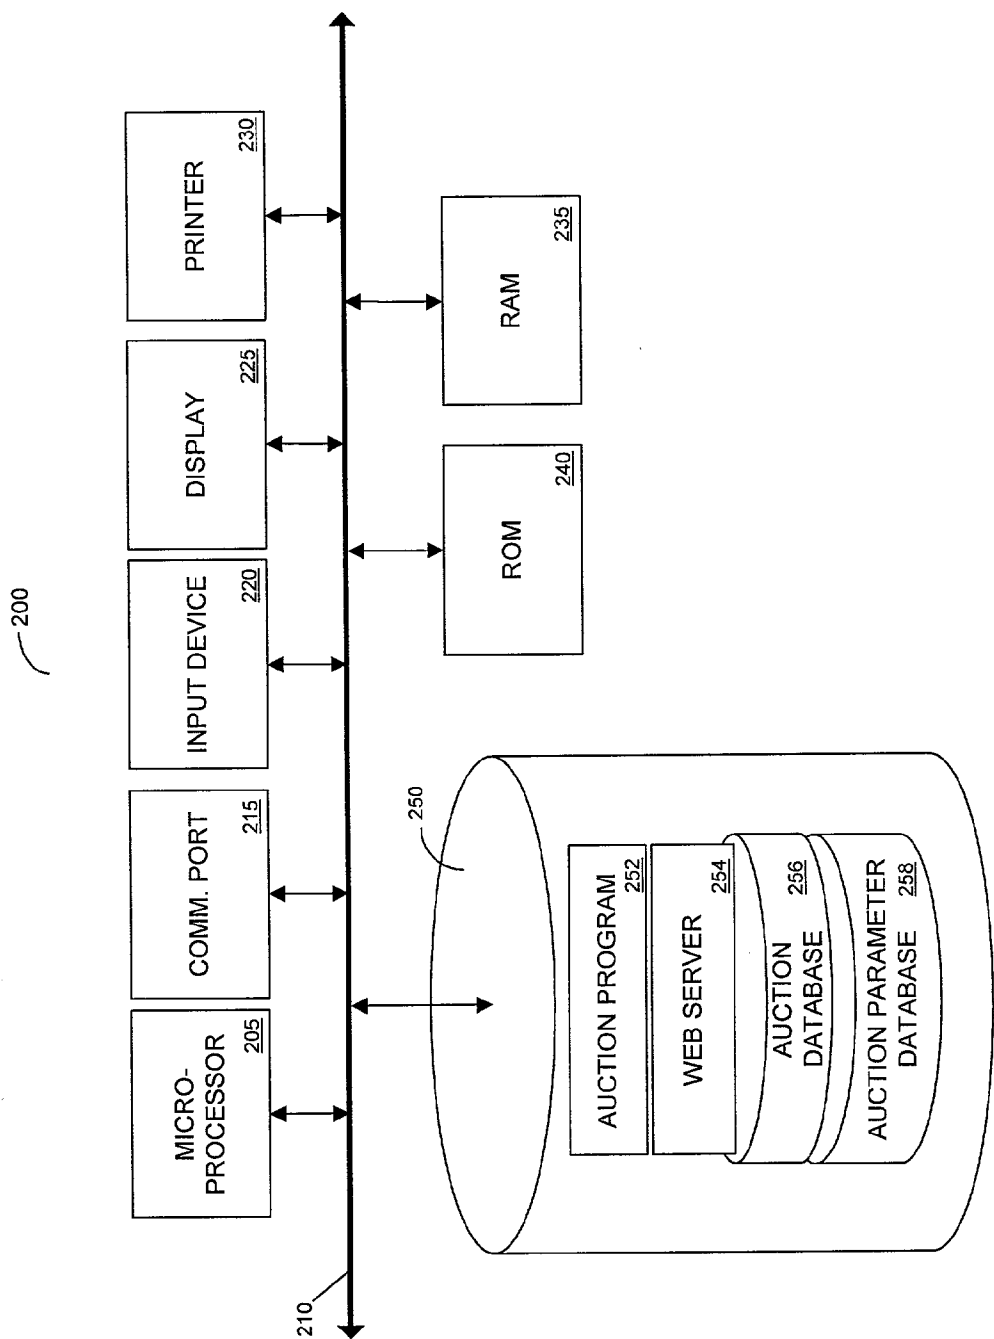 200
MICRO-
PROCESSOR
205
COMM. PORT
215
INPUT DEVICE
220
DISPLAY
225
PRINTER
230
210
250
ROM
240
RAM
235
AUCTION PROGRAM
252
WEB SERVER
254
AUCTION
DATABASE
256
AUCTION PARAMETER
DATABASE
258